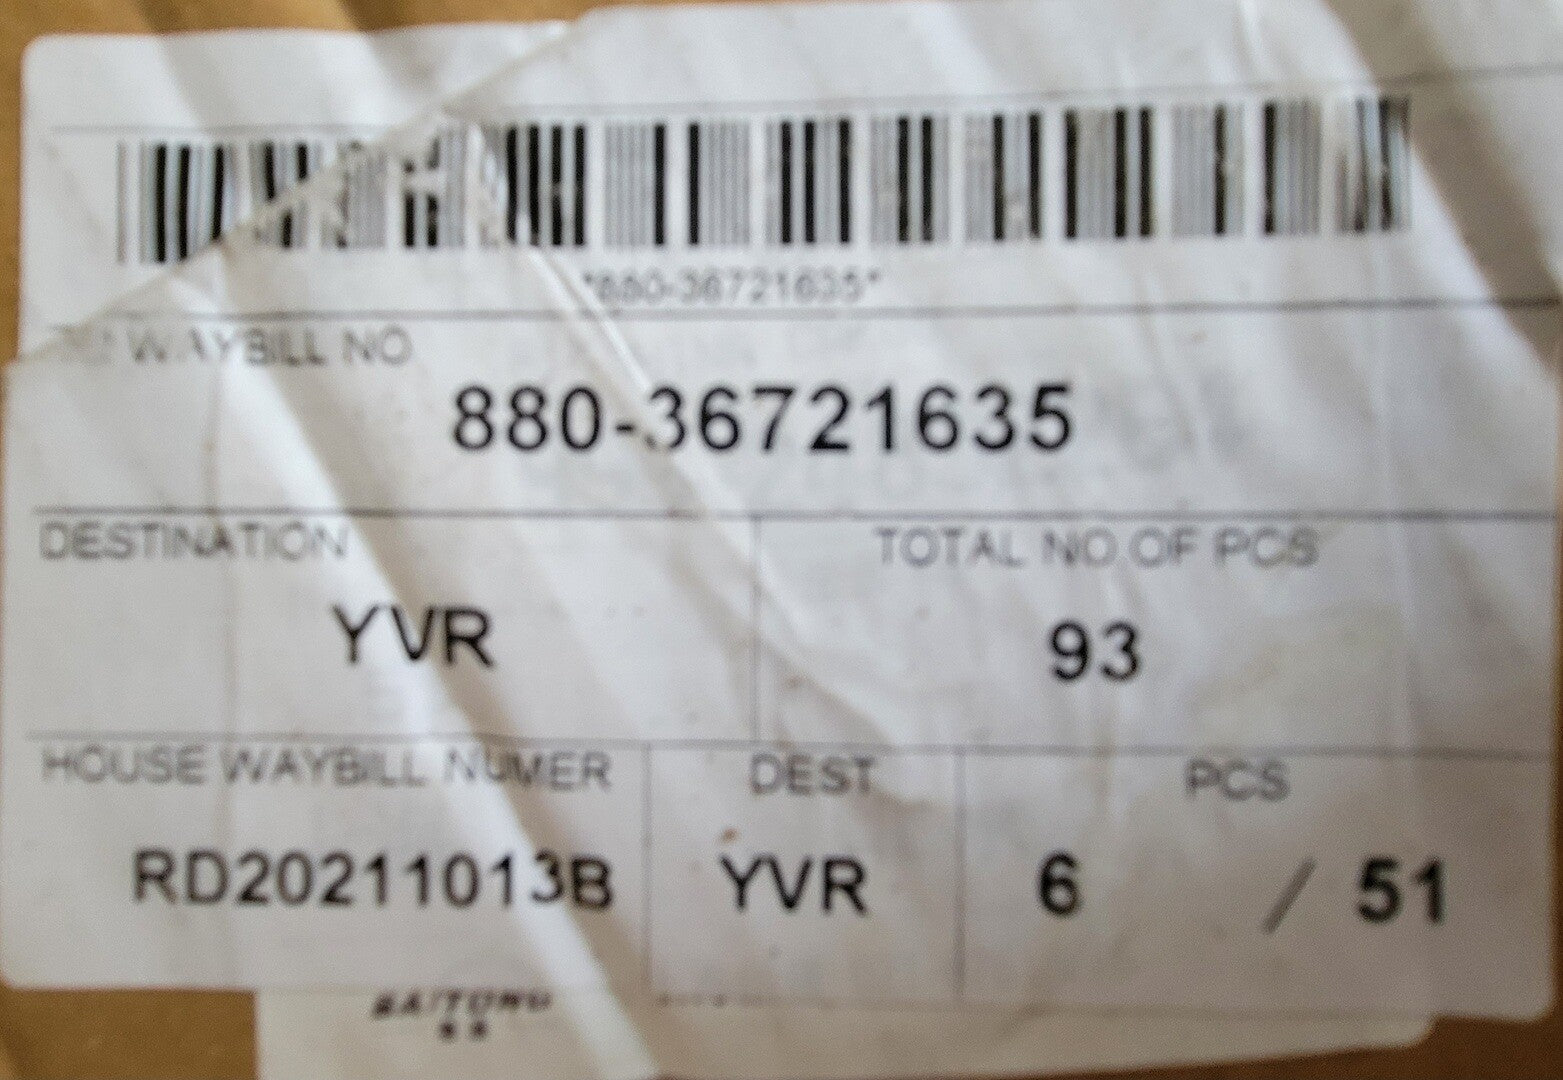 *880-36721635*
WAYBILL NO
880-36721635
DESTINATION
TOTAL NO.OF PCS
YVR
93
HOUSE WAYBILL NUMER
DEST
PCS
RD20211013B
YVR
6 / 51